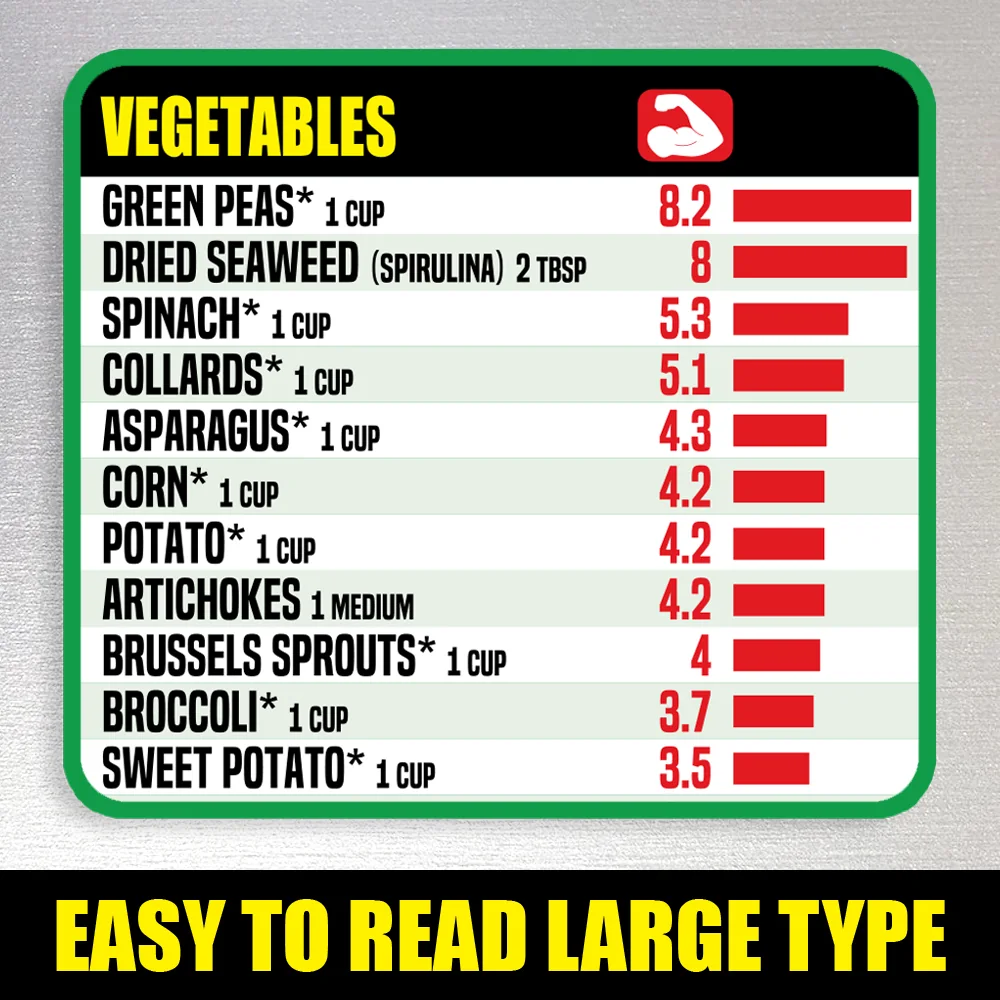 VEGETABLES
GREEN PEAS* 1 CUP 8.2
DRIED SEAWEED (SPIRULINA) 2 TBSP 8
SPINACH* 1 CUP 5.3
COLLARDS* 1 CUP 5.1
ASPARAGUS* 1 CUP 4.3
CORN* 1 CUP 4.2
POTATO* 1 CUP 4.2
ARTICHOKES 1 MEDIUM 4.2
BRUSSELS SPROUTS* 1 CUP 4
BROCCOLI* 1 CUP 3.7
SWEET POTATO* 1 CUP 3.5
EASY TO READ LARGE TYPE